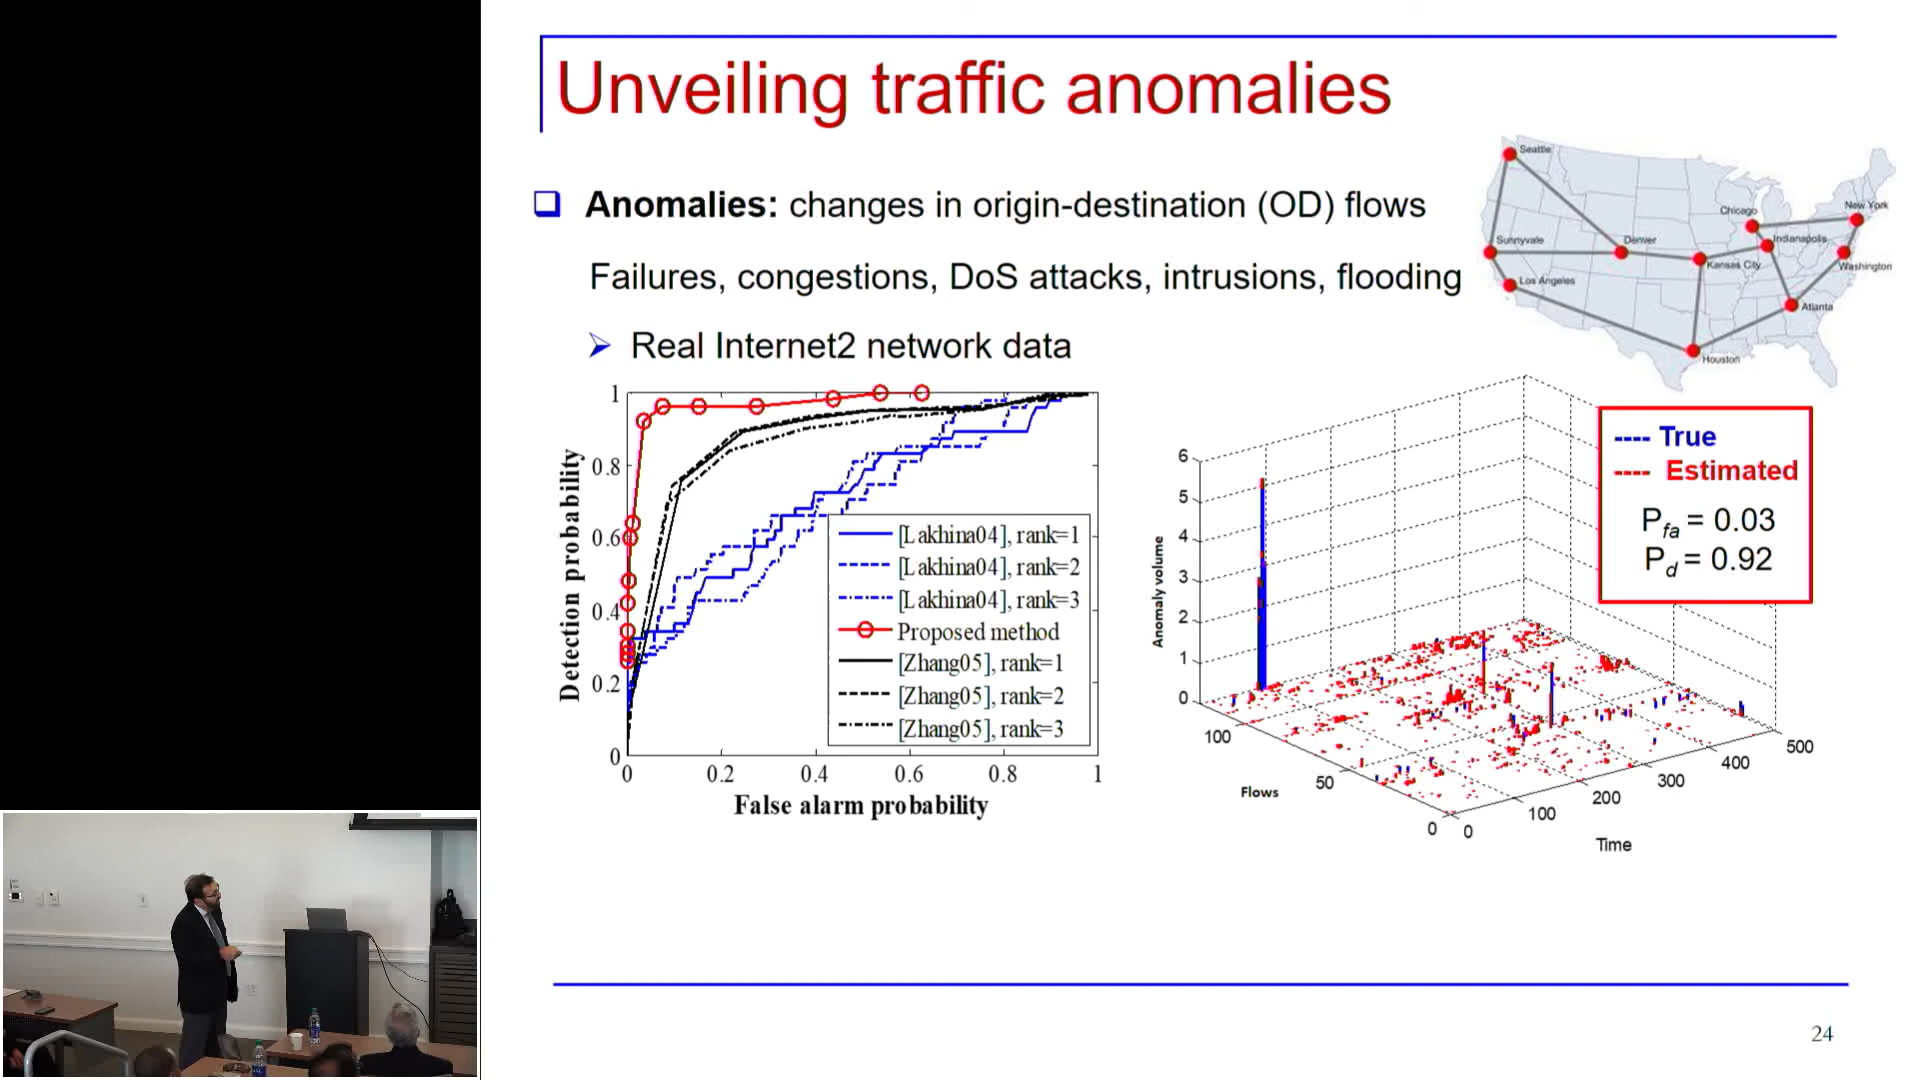 Unveiling traffic anomalies
Anomalies: changes in origin-destination (OD) flows
Failures, congestions, DoS attacks, intrusions, flooding
Real Internet2 network data
Seattle
Sunnyvale
Los Angeles
Denver
Kansas City
Houston
Chicago
Indianapolis
Atlanta
New York
Washington
Detection probability
1
0.8
0.6
0.4
0.2
0
0 0.2 0.4 0.6 0.8 1
False alarm probability
[Lakhina04], rank=1
[Lakhina04], rank=2
[Lakhina04], rank=3
Proposed method
[Zhang05], rank=1
[Zhang05], rank=2
[Zhang05], rank=3
Anomaly volume
6
5
4
3
2
1
0
100
50
0
Flows
0
100
200
300
400
500
Time
---- True
---- Estimated
Pfa = 0.03
Pd = 0.92
24